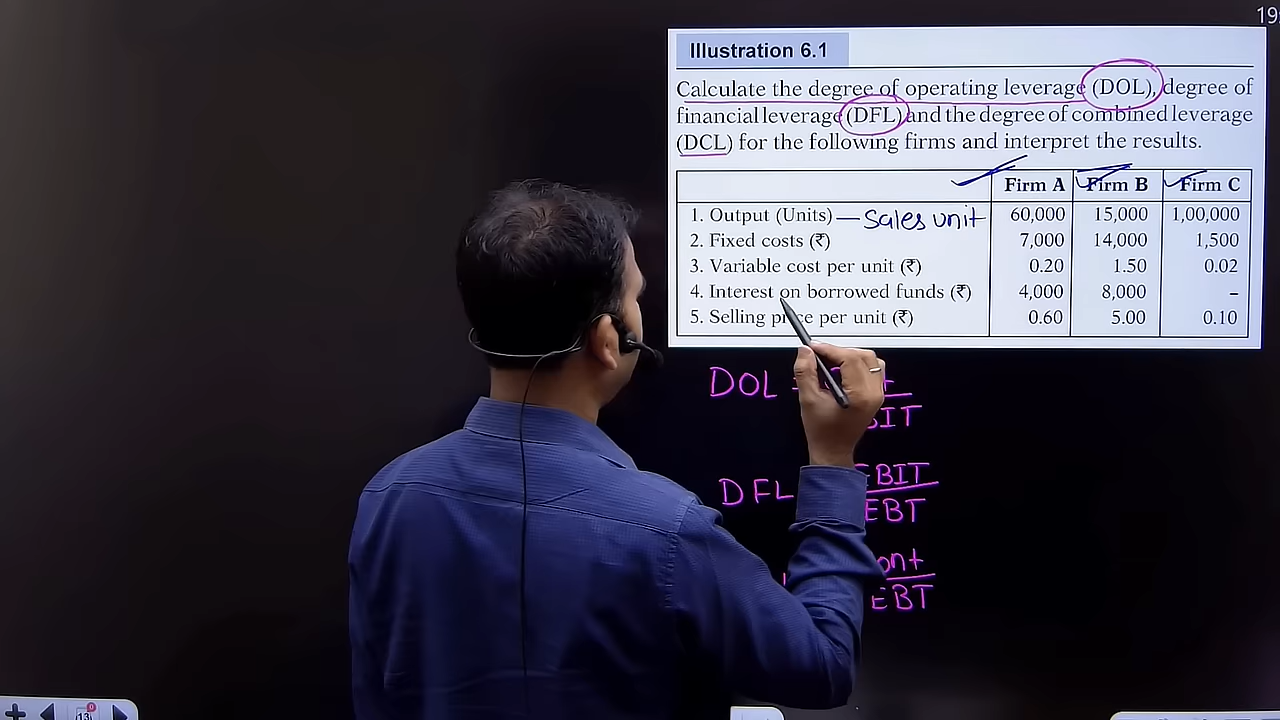 19
Illustration 6.1
Calculate the degree of operating leverage (DOL), degree of
financial leverage (DFL) and the degree of combined leverage
(DCL) for the following firms and interpret the results.
Firm A Firm B Firm C
1. Output (Units) — Sales unit 60,000 15,000 1,00,000
2. Fixed costs (₹) 7,000 14,000 1,500
3. Variable cost per unit (₹) 0.20 1.50 0.02
4. Interest on borrowed funds (₹) 4,000 8,000 –
5. Selling price per unit (₹) 0.60 5.00 0.10
DOL
DFL EBIT
EBT
EBT
13